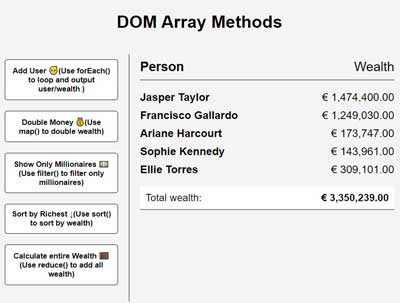 DOM Array Methods
Add User 😄(Use forEach()
to loop and output
user/wealth )
Double Money 💰(Use
map() to double wealth)
Show Only Millionaires 💵
(Use filter() to filter only
millionaires)
Sort by Richest ↓(Use sort()
to sort by wealth)
Calculate entire Wealth
(Use reduce() to add all
wealth)
Person Wealth
Jasper Taylor € 1,474,400.00
Francisco Gallardo € 1,249,030.00
Ariane Harcourt € 173,747.00
Sophie Kennedy € 143,961.00
Ellie Torres € 309,101.00
Total wealth: € 3,350,239.00